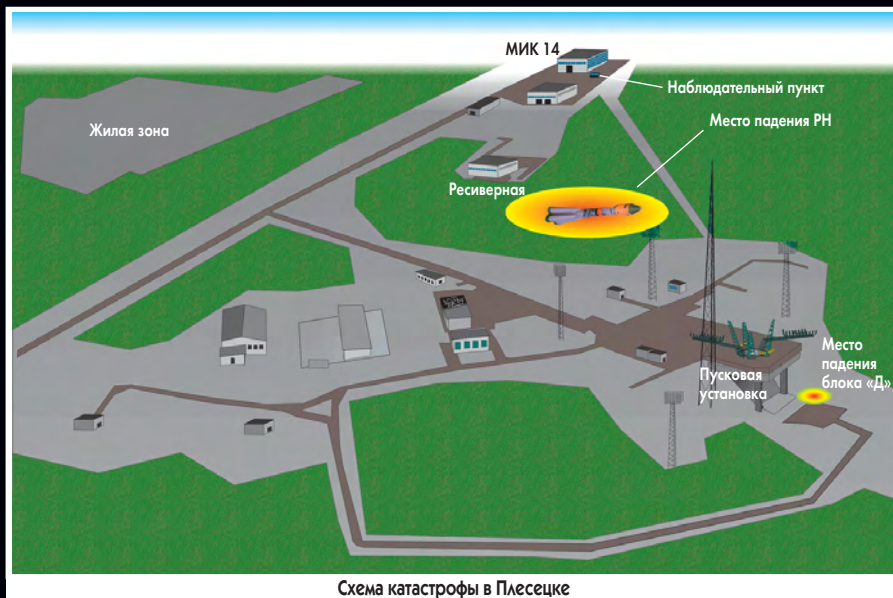 МИК 14
Наблюдательный пункт
Место падения РН
Жилая зона
Ресиверная
Место
падения
блока «Д»
Пусковая
установка
Схема катастрофы в Плесецке